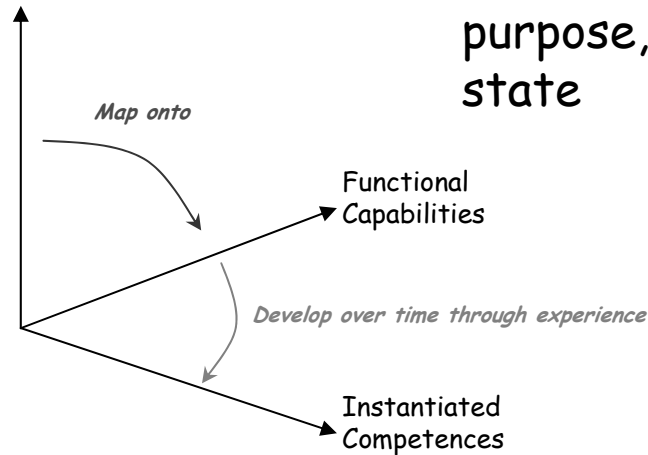 purpose,
state
Map onto
Functional
Capabilities
Develop over time through experience
Instantiated
Competences